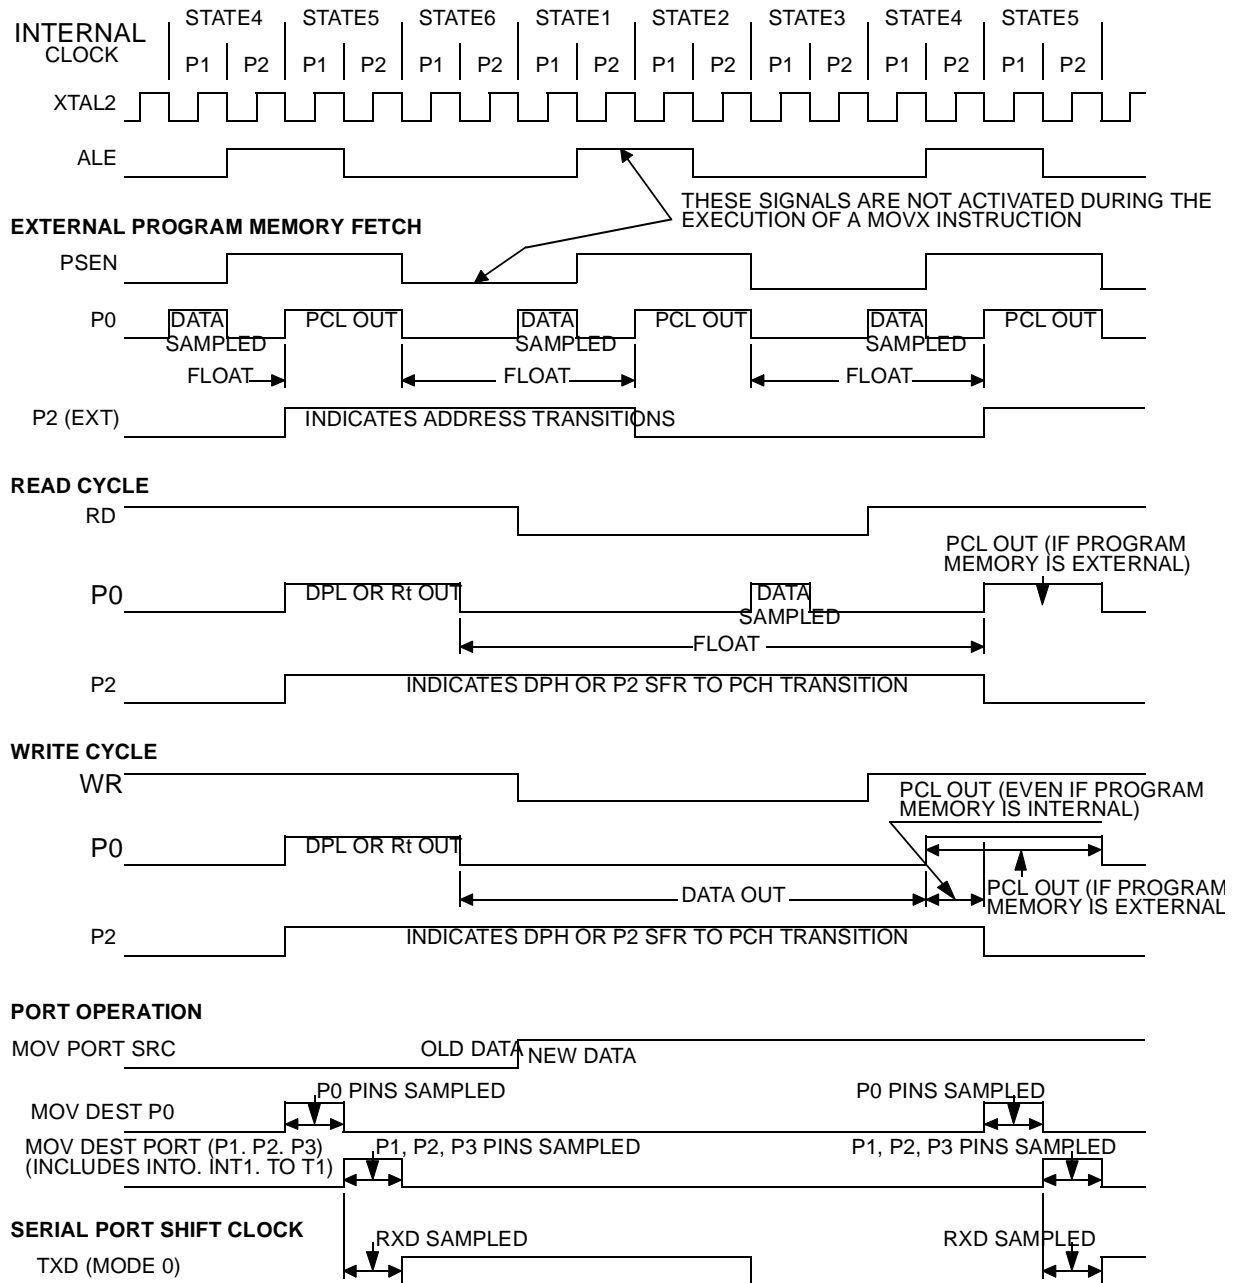 INTERNAL
CLOCK
STATE4 STATE5 STATE6 STATE1 STATE2 STATE3 STATE4 STATE5
P1 P2 P1 P2 P1 P2 P1 P2 P1 P2 P1 P2 P1 P2 P1 P2
XTAL2
ALE
THESE SIGNALS ARE NOT ACTIVATED DURING THE
EXECUTION OF A MOVX INSTRUCTION
EXTERNAL PROGRAM MEMORY FETCH
PSEN
P0 DATA PCL OUT DATA PCL OUT DATA PCL OUT
SAMPLED SAMPLED SAMPLED
FLOAT FLOAT FLOAT
P2 (EXT) INDICATES ADDRESS TRANSITIONS
READ CYCLE
RD
PCL OUT (IF PROGRAM
MEMORY IS EXTERNAL)
P0 DPL OR Rt OUT DATA
SAMPLED
FLOAT
P2 INDICATES DPH OR P2 SFR TO PCH TRANSITION
WRITE CYCLE
WR
PCL OUT (EVEN IF PROGRAM
MEMORY IS INTERNAL)
P0 DPL OR Rt OUT
DATA OUT
PCL OUT (IF PROGRAM
MEMORY IS EXTERNAL
P2 INDICATES DPH OR P2 SFR TO PCH TRANSITION
PORT OPERATION
MOV PORT SRC OLD DATA NEW DATA
P0 PINS SAMPLED P0 PINS SAMPLED
MOV DEST P0
MOV DEST PORT (P1. P2. P3) P1, P2, P3 PINS SAMPLED P1, P2, P3 PINS SAMPLED
(INCLUDES INTO. INT1. TO T1)
SERIAL PORT SHIFT CLOCK
RXD SAMPLED RXD SAMPLED
TXD (MODE 0)